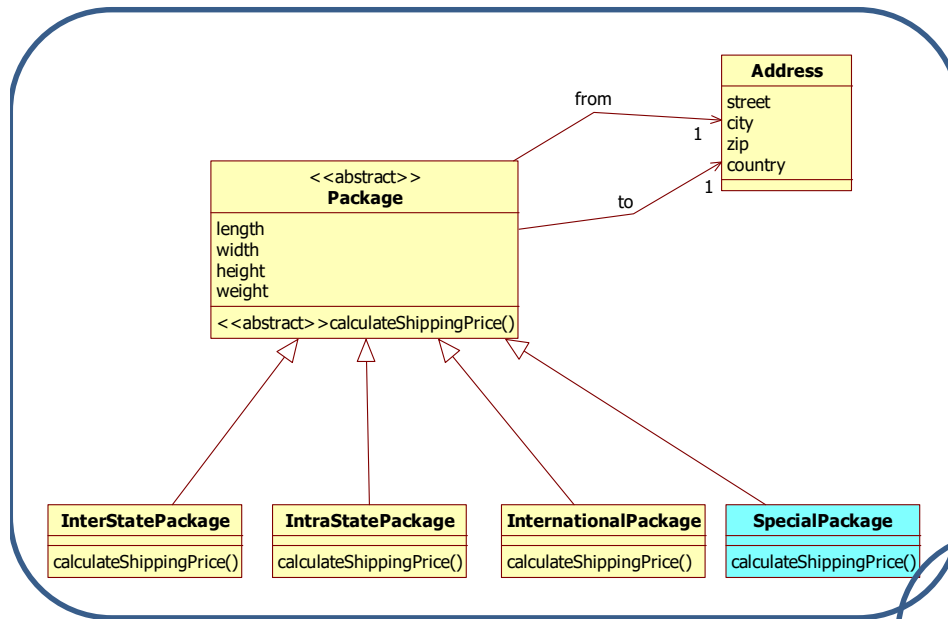 Address
street
city
zip
country
from
1
1
to
<<abstract>>
Package
length
width
height
weight
<<abstract>>calculateShippingPrice()
InterStatePackage
calculateShippingPrice()
IntraStatePackage
calculateShippingPrice()
InternationalPackage
calculateShippingPrice()
SpecialPackage
calculateShippingPrice()